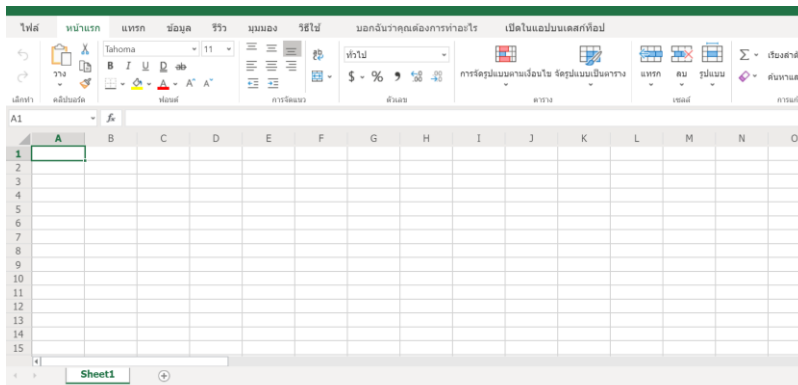 ไฟล์ หน้าแรก แทรก ข้อมูล รีวิว มุมมอง วิธีใช้ บอกฉันว่าคุณต้องการทำอะไร เปิดในแอปบนเดสก์ท็อป
Tahoma 11 ทั่วไป
วาง B I U D ab $ % การจัดรูปแบบตามเงื่อนไข จัดรูปแบบเป็นตาราง แทรก ลบ รูปแบบ
A A A
เลิกทำ คลิปบอร์ด ฟอนต์ การจัดแนว ตัวเลข ตาราง เซลล์
A1 fx
A B C D E F G H I J K L M N O
1
2
3
4
5
6
7
8
9
10
11
12
13
14
15
Sheet1